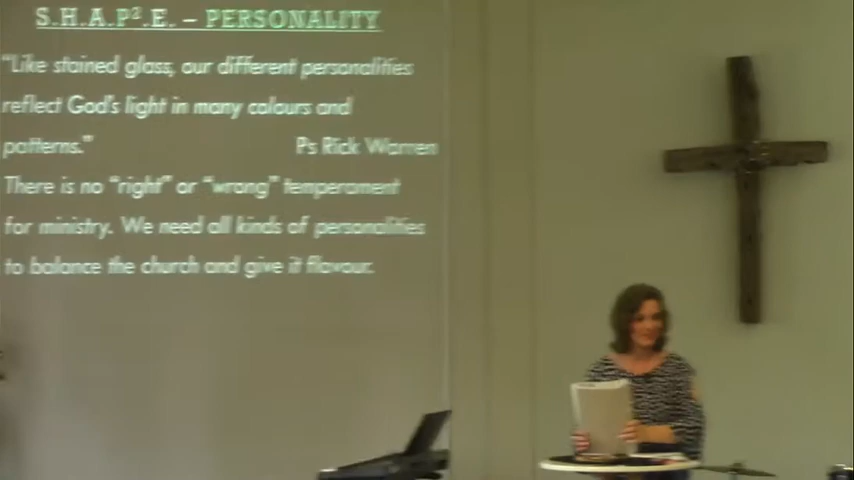 S.H.A.P².E. – PERSONALITY
"Like stained glass, our different personalities
reflect God's light in many colours and
patterns." Ps Rick Warren
There is no "right" or "wrong" temperament
for ministry. We need all kinds of personalities
to balance the church and give it flavour.